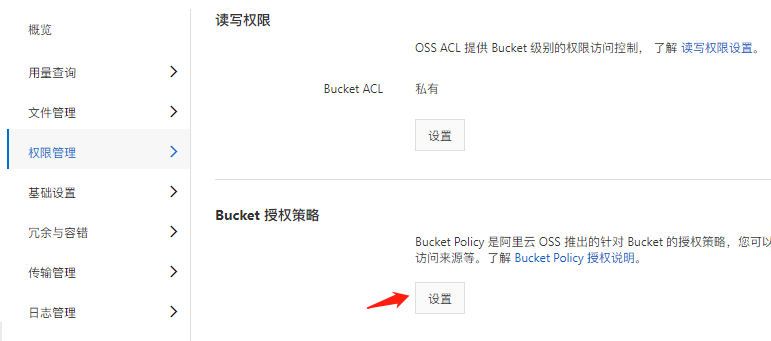 概览
用量查询
文件管理
权限管理
基础设置
冗余与容错
传输管理
日志管理
读写权限
OSS ACL 提供 Bucket 级别的权限访问控制， 了解 读写权限设置。
Bucket ACL 私有
设置
Bucket 授权策略
Bucket Policy 是阿里云 OSS 推出的针对 Bucket 的授权策略，您可以
访问来源等。了解 Bucket Policy 授权说明。
设置